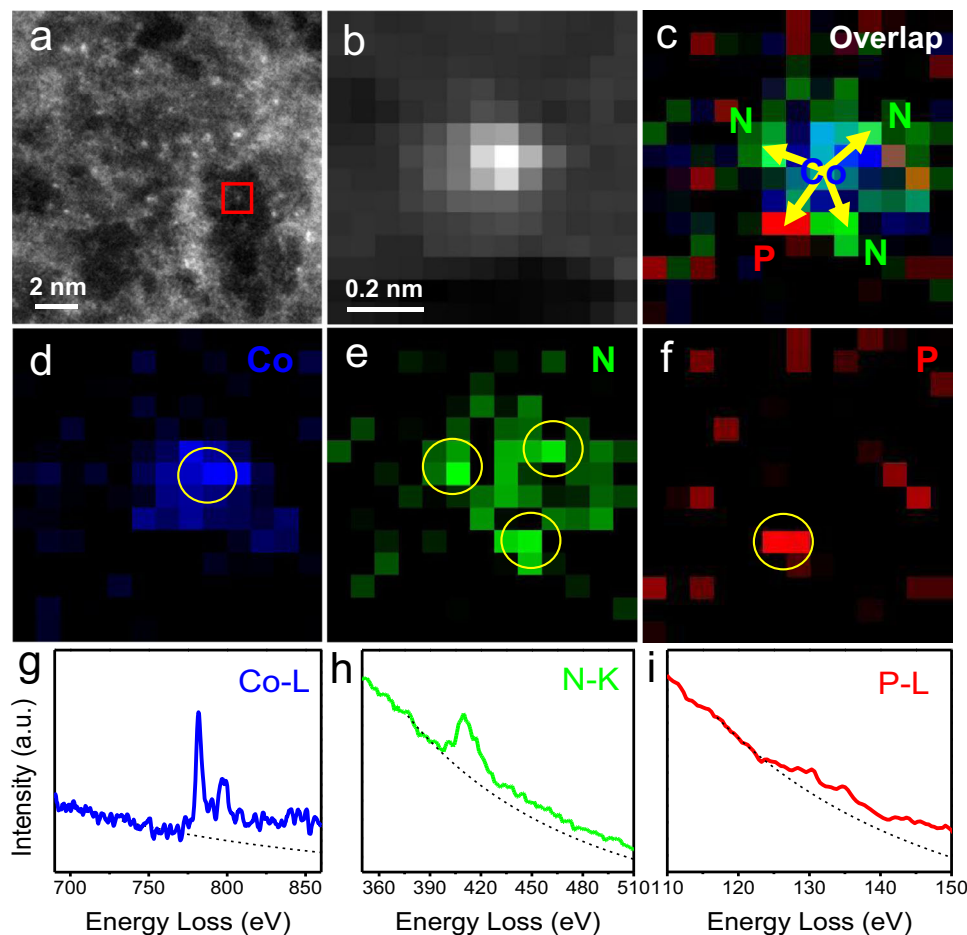 a
2 nm
b
0.2 nm
c
Overlap
N
N
Co
P
N
d
Co
e
N
f
P
g
Co-L
h
N-K
i
P-L
Intensity (a.u.)
700 750 800 850
360 390 420 450 480 510
110 120 130 140 150
Energy Loss (eV)
Energy Loss (eV)
Energy Loss (eV)